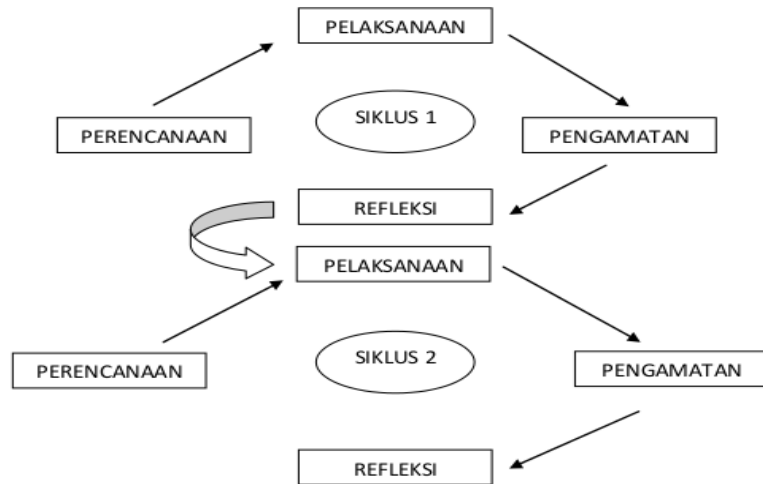 PELAKSANAAN
SIKLUS 1
PERENCANAAN
PENGAMATAN
REFLEKSI
PELAKSANAAN
SIKLUS 2
PERENCANAAN
PENGAMATAN
REFLEKSI